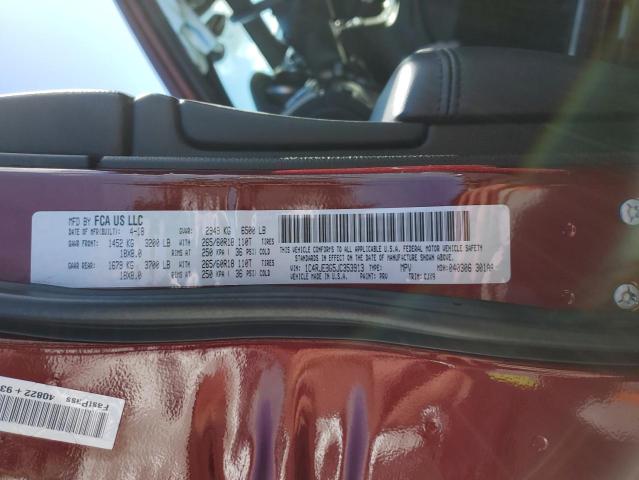 MFD BY FCA US LLC
DATE OF MFR(BUILT): 4-18 GVWR: 2943 KG 6500 LB
GAWR FRONT: 1452 KG 3200 LB WITH 265/60R18 110T TIRES
18X8.0 RIMS AT 250 KPA( 36 PSI) COLD
GAWR REAR: 1679 KG 3700 LB WITH 265/60R18 110T TIRES
18X8.0 RIMS AT 250 KPA( 36 PSI) COLD
THIS VEHICLE CONFORMS TO ALL APPLICABLE U.S.A. FEDERAL MOTOR VEHICLE SAFETY
STANDARDS IN EFFECT ON THE DATE OF MANUFACTURE SHOWN ABOVE.
VIN: 1C4RJEBG5JC353913 TYPE: MPV MDH:040306 301AA
VEHICLE MADE IN U.S.A. PAINT: PRV TRIM: CJX9
FastPass
40822 + 93